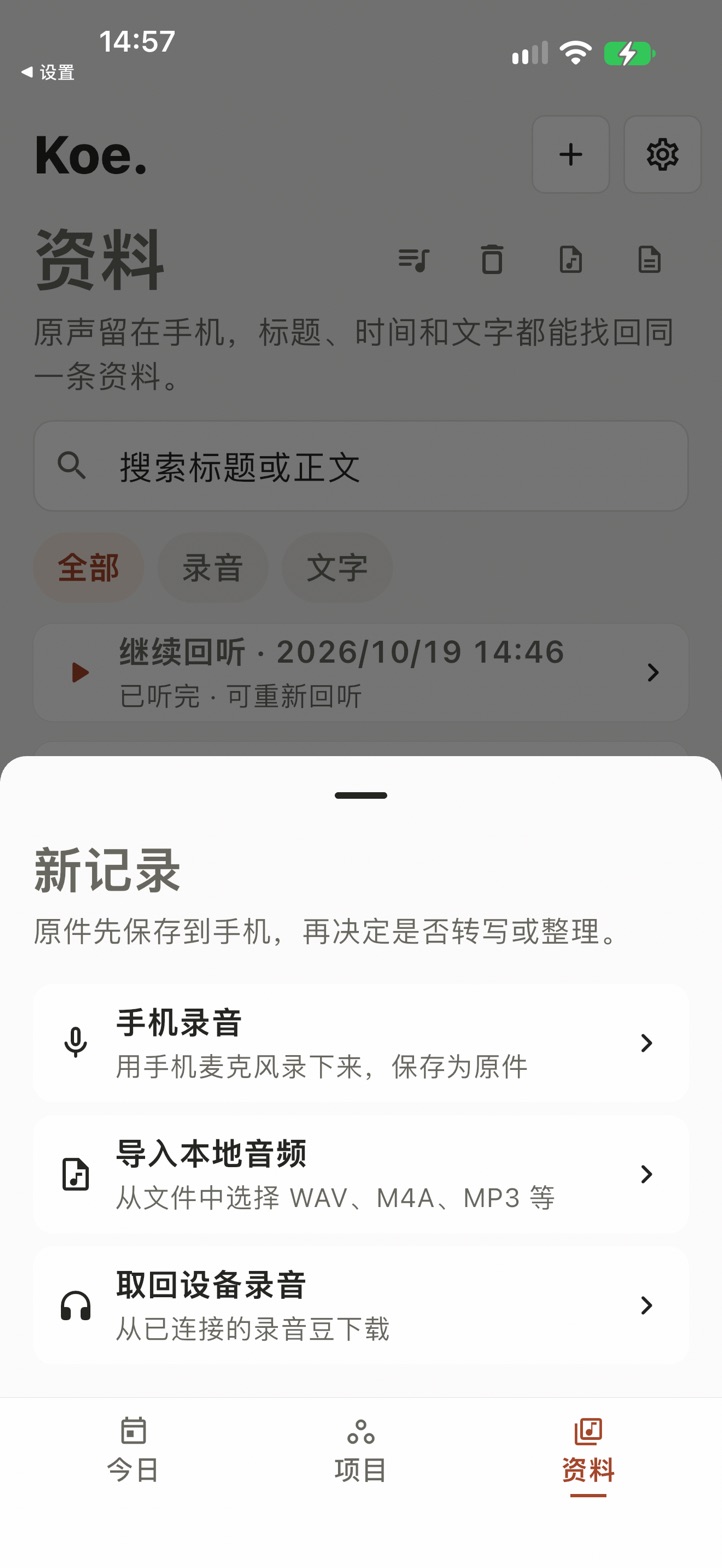 14:57
◀ 设置
Koe.
资料
原声留在手机，标题、时间和文字都能找回同
一条资料。
搜索标题或正文
全部 录音 文字
继续回听 · 2026/10/19 14:46
已听完 · 可重新回听
新记录
原件先保存到手机，再决定是否转写或整理。
手机录音
用手机麦克风录下来，保存为原件
导入本地音频
从文件中选择 WAV、M4A、MP3 等
取回设备录音
从已连接的录音豆下载
今日 项目 资料